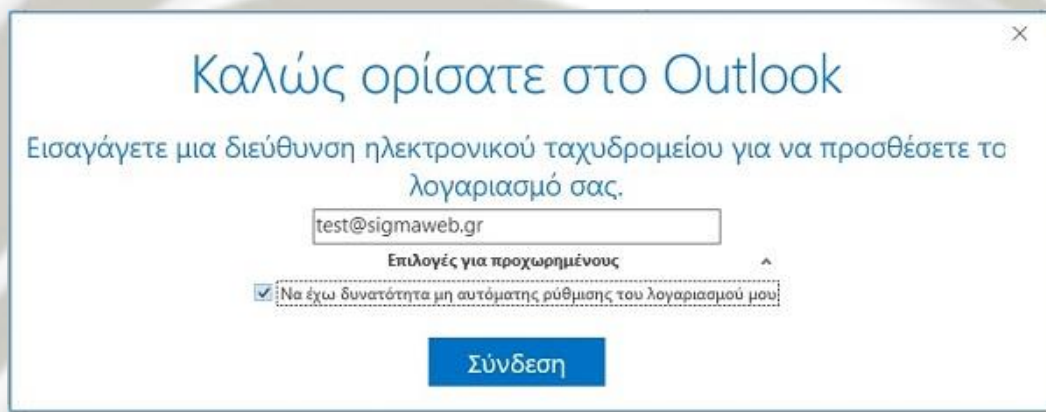 Καλώς ορίσατε στο Outlook
Εισαγάγετε μια διεύθυνση ηλεκτρονικού ταχυδρομείου για να προσθέσετε το
λογαριασμό σας.
test@sigmaweb.gr
Επιλογές για προχωρημένους
Να έχω δυνατότητα μη αυτόματης ρύθμισης του λογαριασμού μου
Σύνδεση